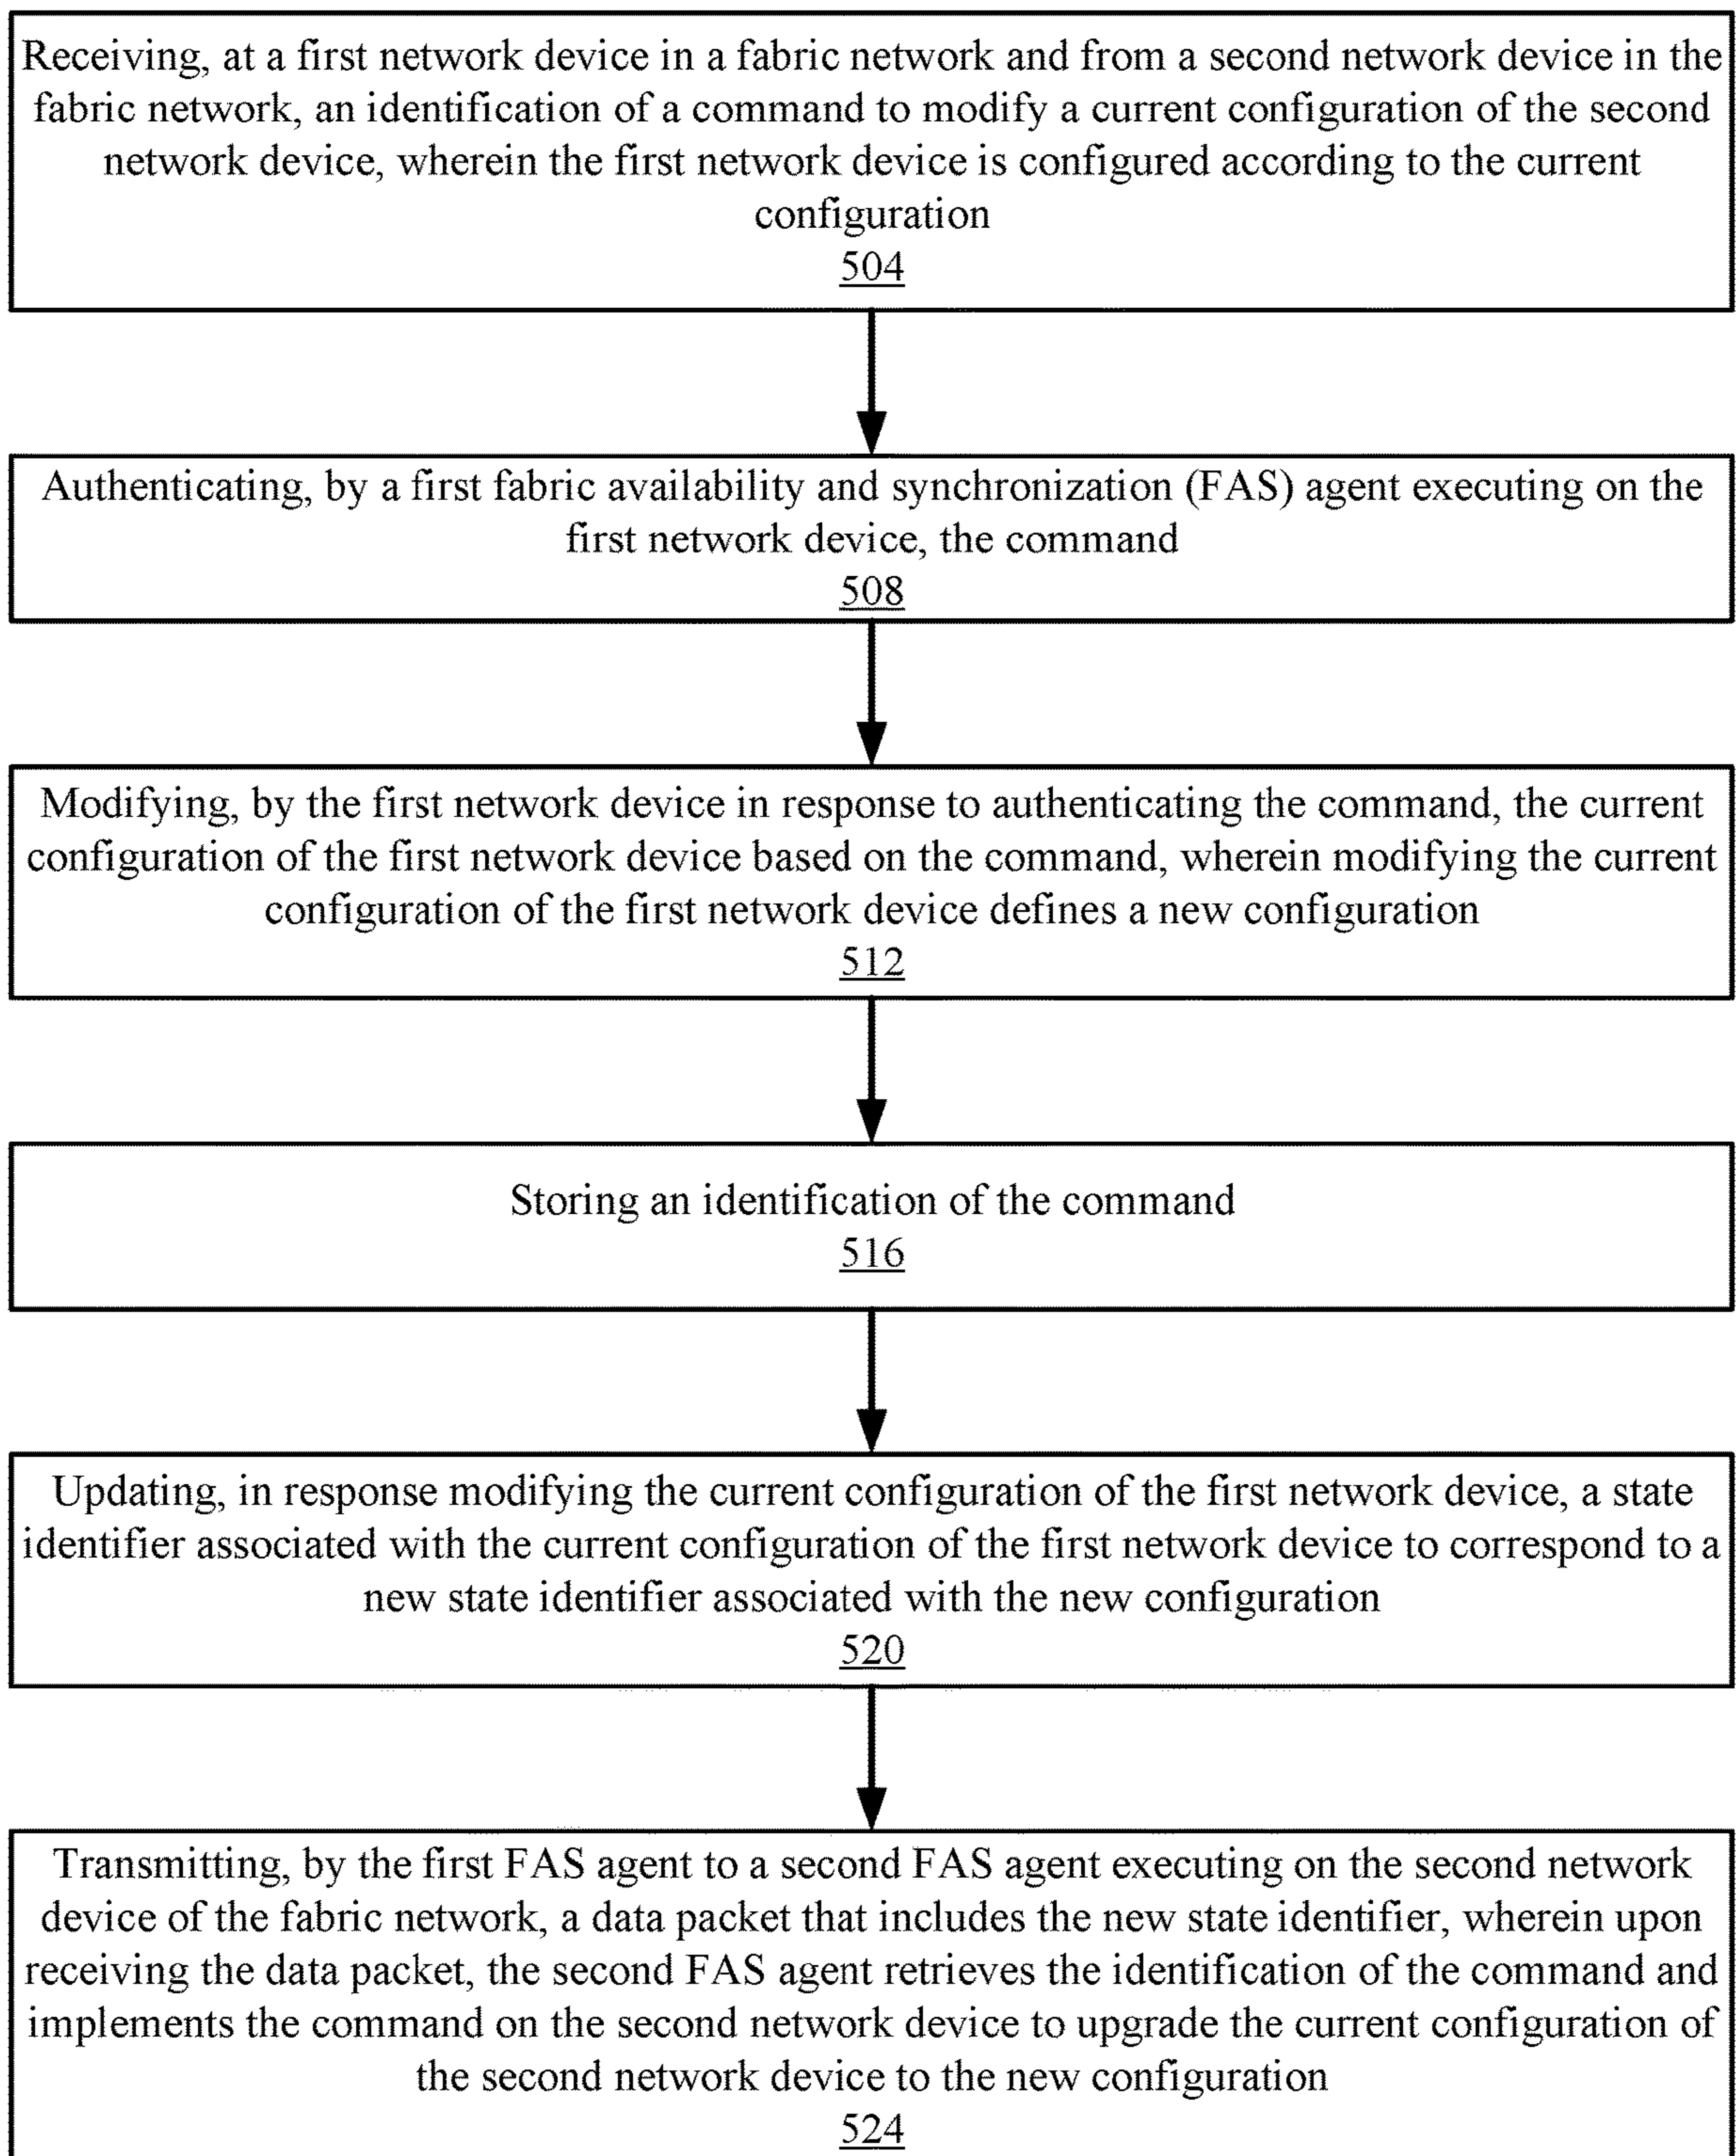 Receiving, at a first network device in a fabric network and from a second network device in the
fabric network, an identification of a command to modify a current configuration of the second
network device, wherein the first network device is configured according to the current
configuration
504
Authenticating, by a first fabric availability and synchronization (FAS) agent executing on the
first network device, the command
508
Modifying, by the first network device in response to authenticating the command, the current
configuration of the first network device based on the command, wherein modifying the current
configuration of the first network device defines a new configuration
512
Storing an identification of the command
516
Updating, in response modifying the current configuration of the first network device, a state
identifier associated with the current configuration of the first network device to correspond to a
new state identifier associated with the new configuration
520
Transmitting, by the first FAS agent to a second FAS agent executing on the second network
device of the fabric network, a data packet that includes the new state identifier, wherein upon
receiving the data packet, the second FAS agent retrieves the identification of the command and
implements the command on the second network device to upgrade the current configuration of
the second network device to the new configuration
524